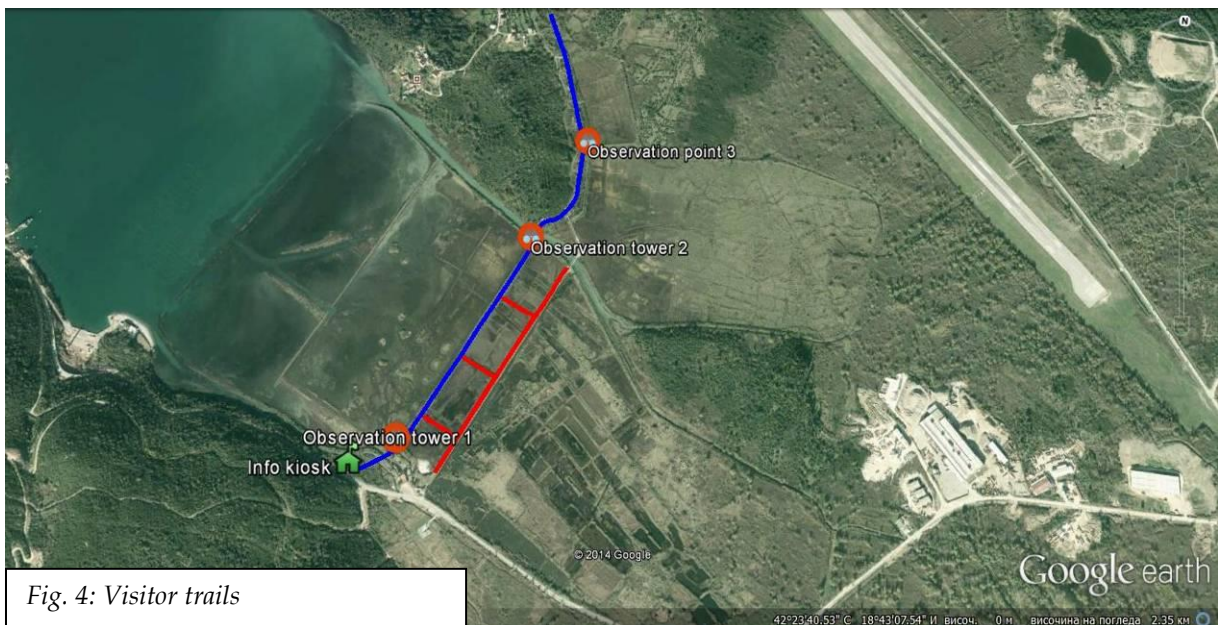 N
Observation point 3
Observation tower 2
Observation tower 1
Info kiosk
© 2014 Google
Google earth
Fig. 4: Visitor trails
42°23'40.53" С 18°43'07.54" И височ. 0 м височина на погледа 2.35 км